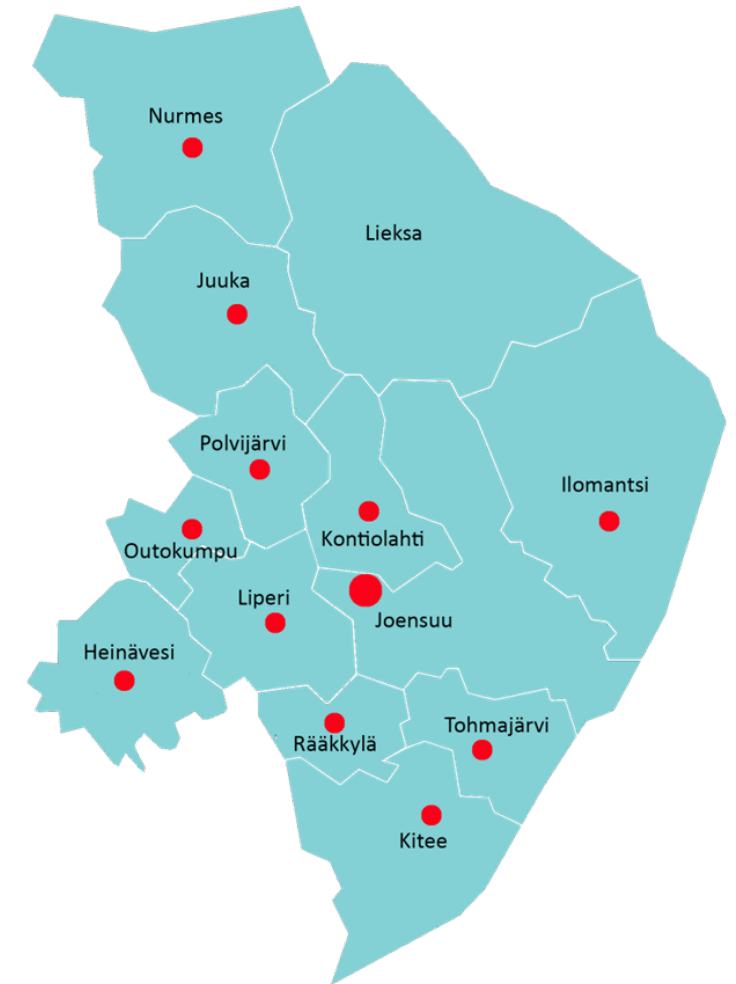 Nurmes
Lieksa
Juuka
Polvijärvi
Ilomantsi
Kontiolahti
Outokumpu
Liperi
Joensuu
Heinävesi
Tohmajärvi
Rääkkylä
Kitee